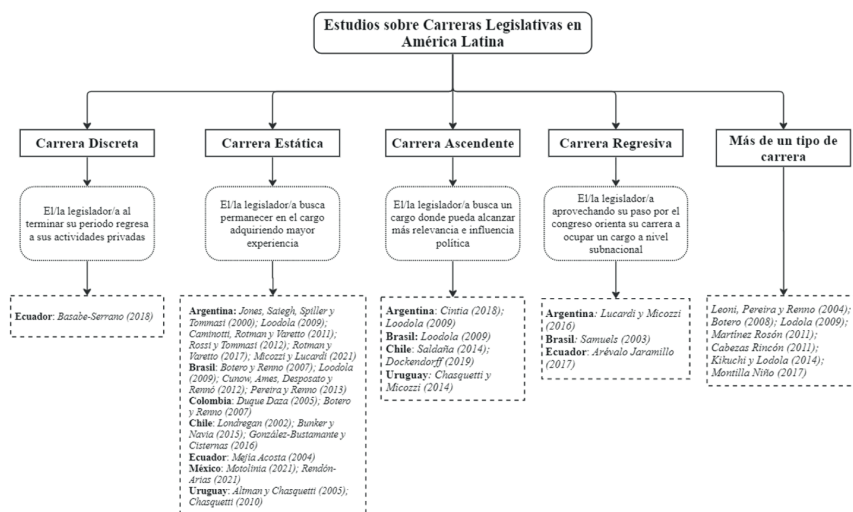 Estudios sobre Carreras Legislativas en
América Latina
Carrera Discreta
El/la legislador/a al
terminar su periodo regresa
a sus actividades privadas
Ecuador: Basabe-Serrano (2018)
Carrera Estática
El/la legislador/a busca
permanecer en el cargo
adquiriendo mayor
experiencia
Argentina: Jones, Saiegh, Spiller y
Tommasi (2000); Loodola (2009);
Caminotti, Rotman y Varetto (2011);
Rossi y Tommasi (2012); Rotman y
Varetto (2017); Micozzi y Lucardi (2021)
Brasil: Botero y Renno (2007); Loodola
(2009); Cunow, Ames, Desposato y
Rennó (2012); Pereira y Renno (2013)
Colombia: Duque Daza (2005); Botero
y Renno (2007)
Chile: Londregan (2002); Bunker y
Navia (2015); González-Bustamante y
Cisternas (2016)
Ecuador: Mejía Acosta (2004)
México: Motolinia (2021); Rendón-
Arias (2021)
Uruguay: Altman y Chasquetti (2005);
Chasquetti (2010)
Carrera Ascendente
El/la legislador/a busca un
cargo donde pueda alcanzar
más relevancia e influencia
política
Argentina: Cintia (2018);
Loodola (2009)
Brasil: Loodola (2009)
Chile: Saldaña (2014);
Dockendorff (2019)
Uruguay: Chasquetti y
Micozzi (2014)
Carrera Regresiva
El/la legislador/a
aprovechando su paso por el
congreso orienta su carrera a
ocupar un cargo a nivel
subnacional
Argentina: Lucardi y Micozzi
(2016)
Brasil: Samuels (2003)
Ecuador: Arévalo Jaramillo
(2017)
Más de un tipo de
carrera
Leoni, Pereira y Renno (2004);
Botero (2008); Lodola (2009);
Martínez Rosón (2011);
Cabezas Rincón (2011);
Kikuchi y Lodola (2014);
Montilla Niño (2017)